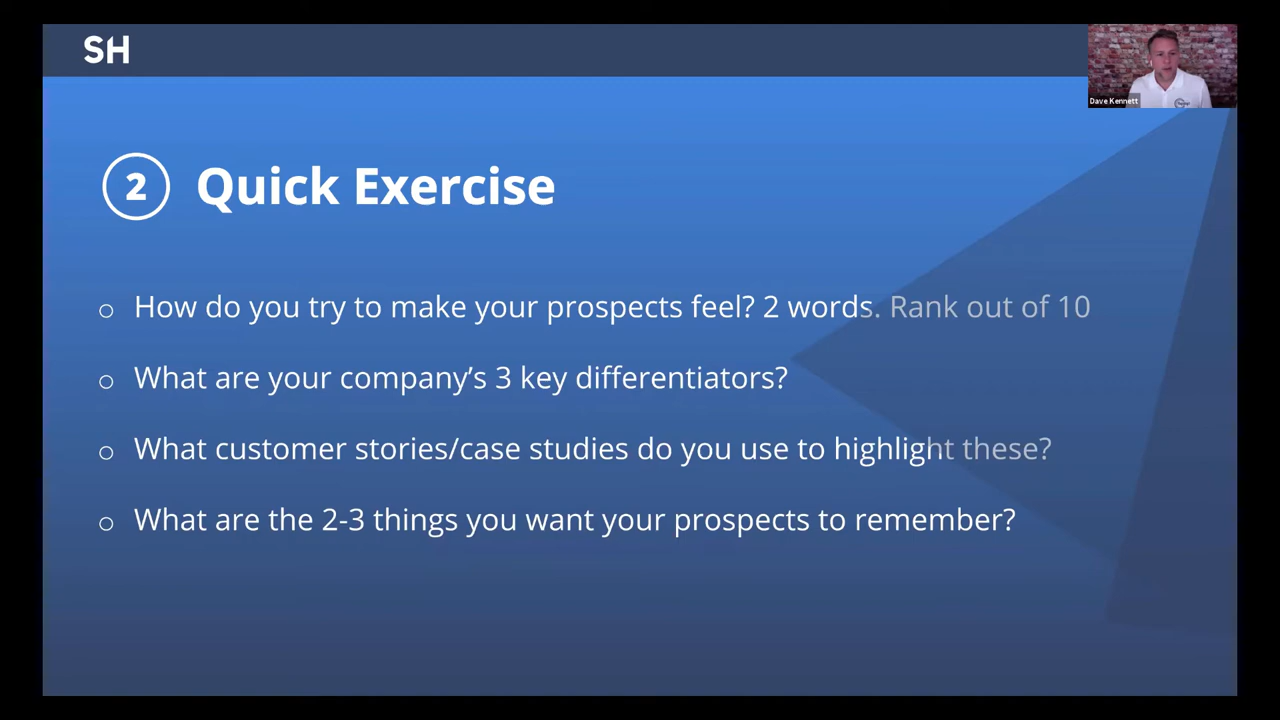 SH
Dave Kennett
2 Quick Exercise
How do you try to make your prospects feel? 2 words. Rank out of 10
What are your company’s 3 key differentiators?
What customer stories/case studies do you use to highlight these?
What are the 2-3 things you want your prospects to remember?